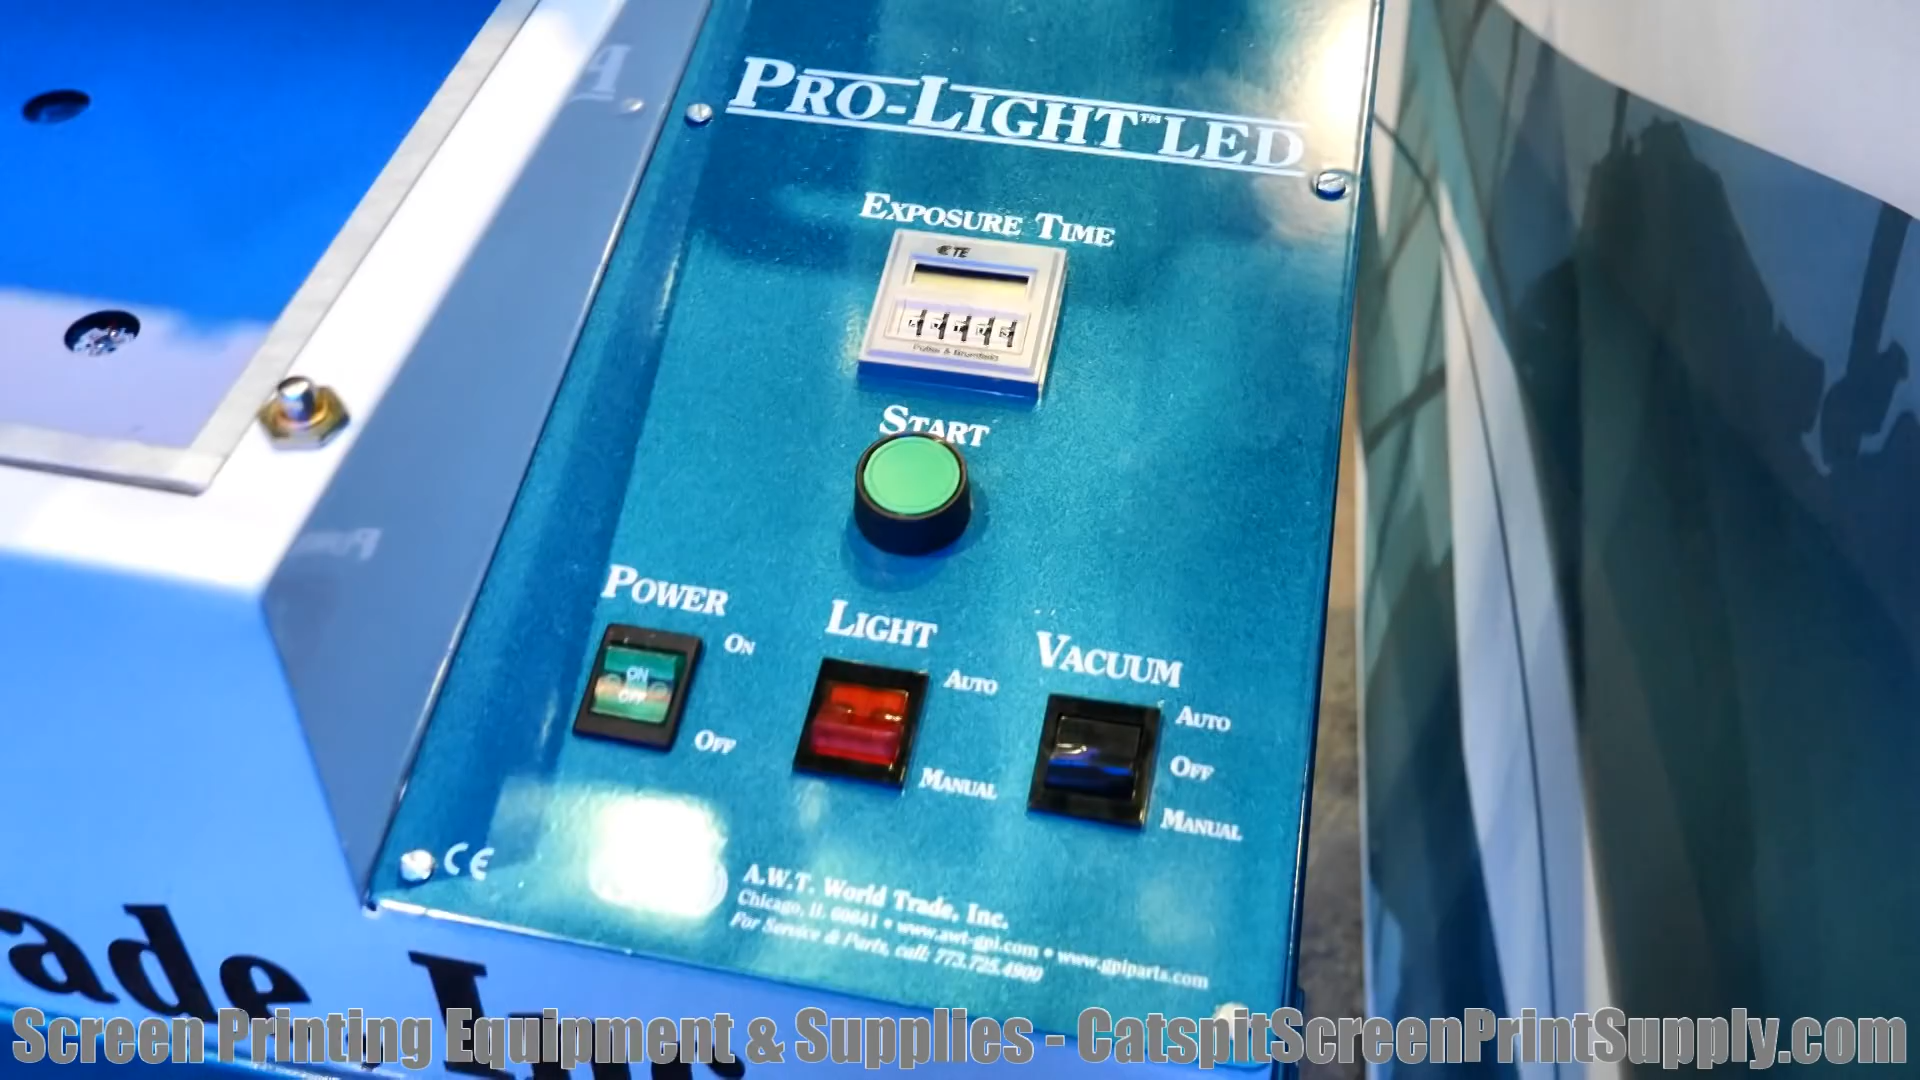 PRO-LIGHT™ LED
EXPOSURE TIME
TE
Potter & Brumfield
START
POWER
ON
ON
OFF
OFF
LIGHT
AUTO
MANUAL
VACUUM
AUTO
OFF
MANUAL
CE
A.W.T. World Trade, Inc.
Chicago, IL 60641 • www.awt-gpi.com • www.gpiparts.com
For Service & Parts, call: 773.725.4900
ade
Screen Printing Equipment & Supplies - CatspitScreenPrintSupply.com